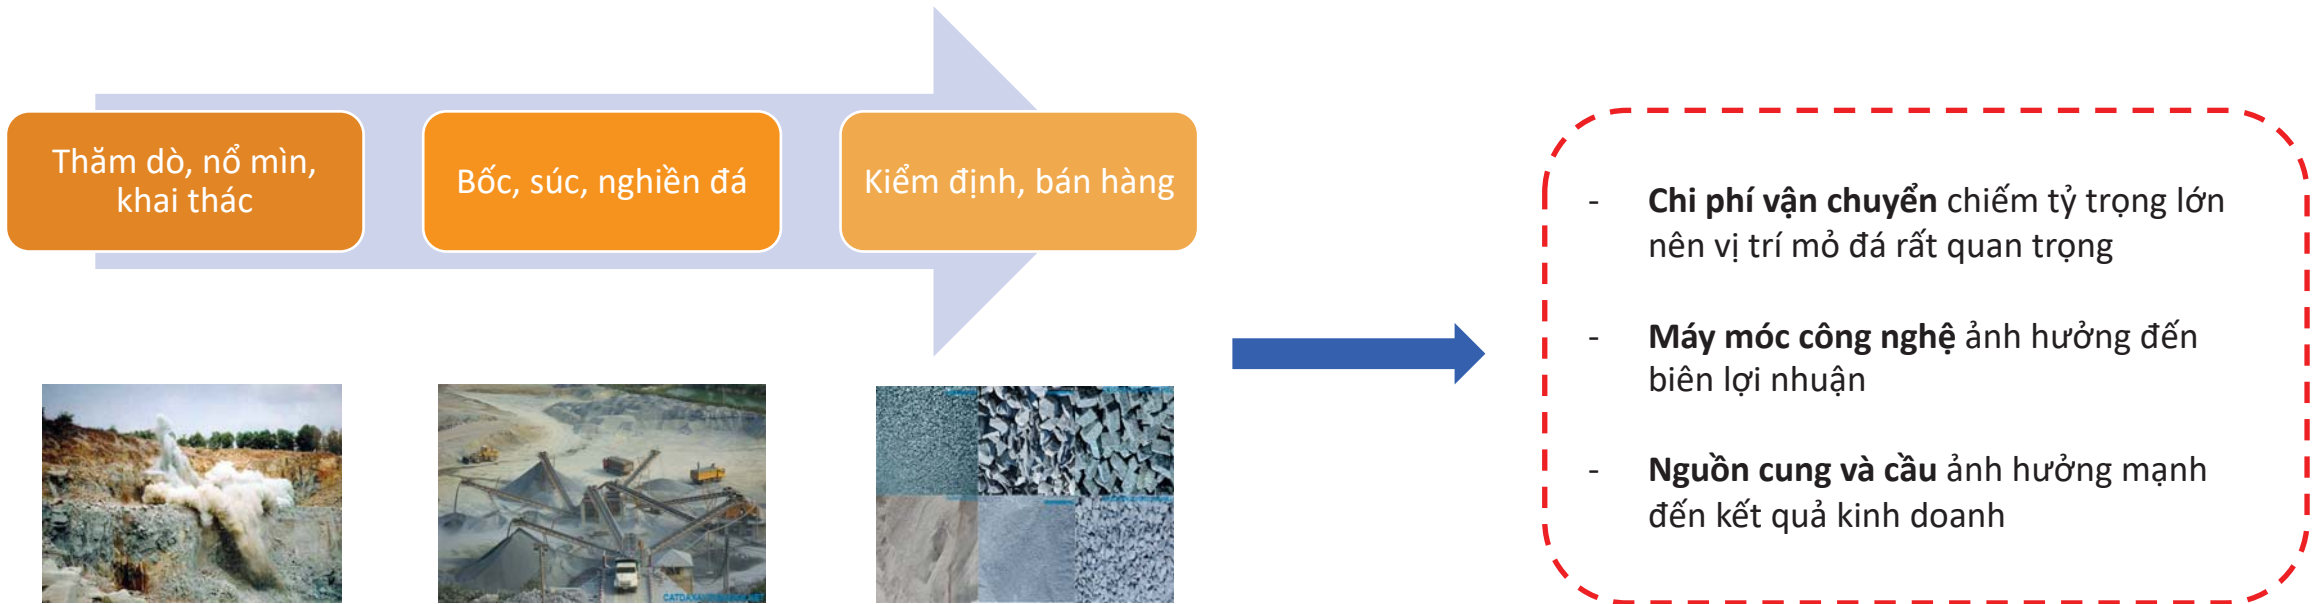 Thăm dò, nổ mìn,
khai thác
Bốc, súc, nghiền đá
Kiểm định, bán hàng
- Chi phí vận chuyển chiếm tỷ trọng lớn
nên vị trí mỏ đá rất quan trọng
- Máy móc công nghệ ảnh hưởng đến
biên lợi nhuận
- Nguồn cung và cầu ảnh hưởng mạnh
đến kết quả kinh doanh